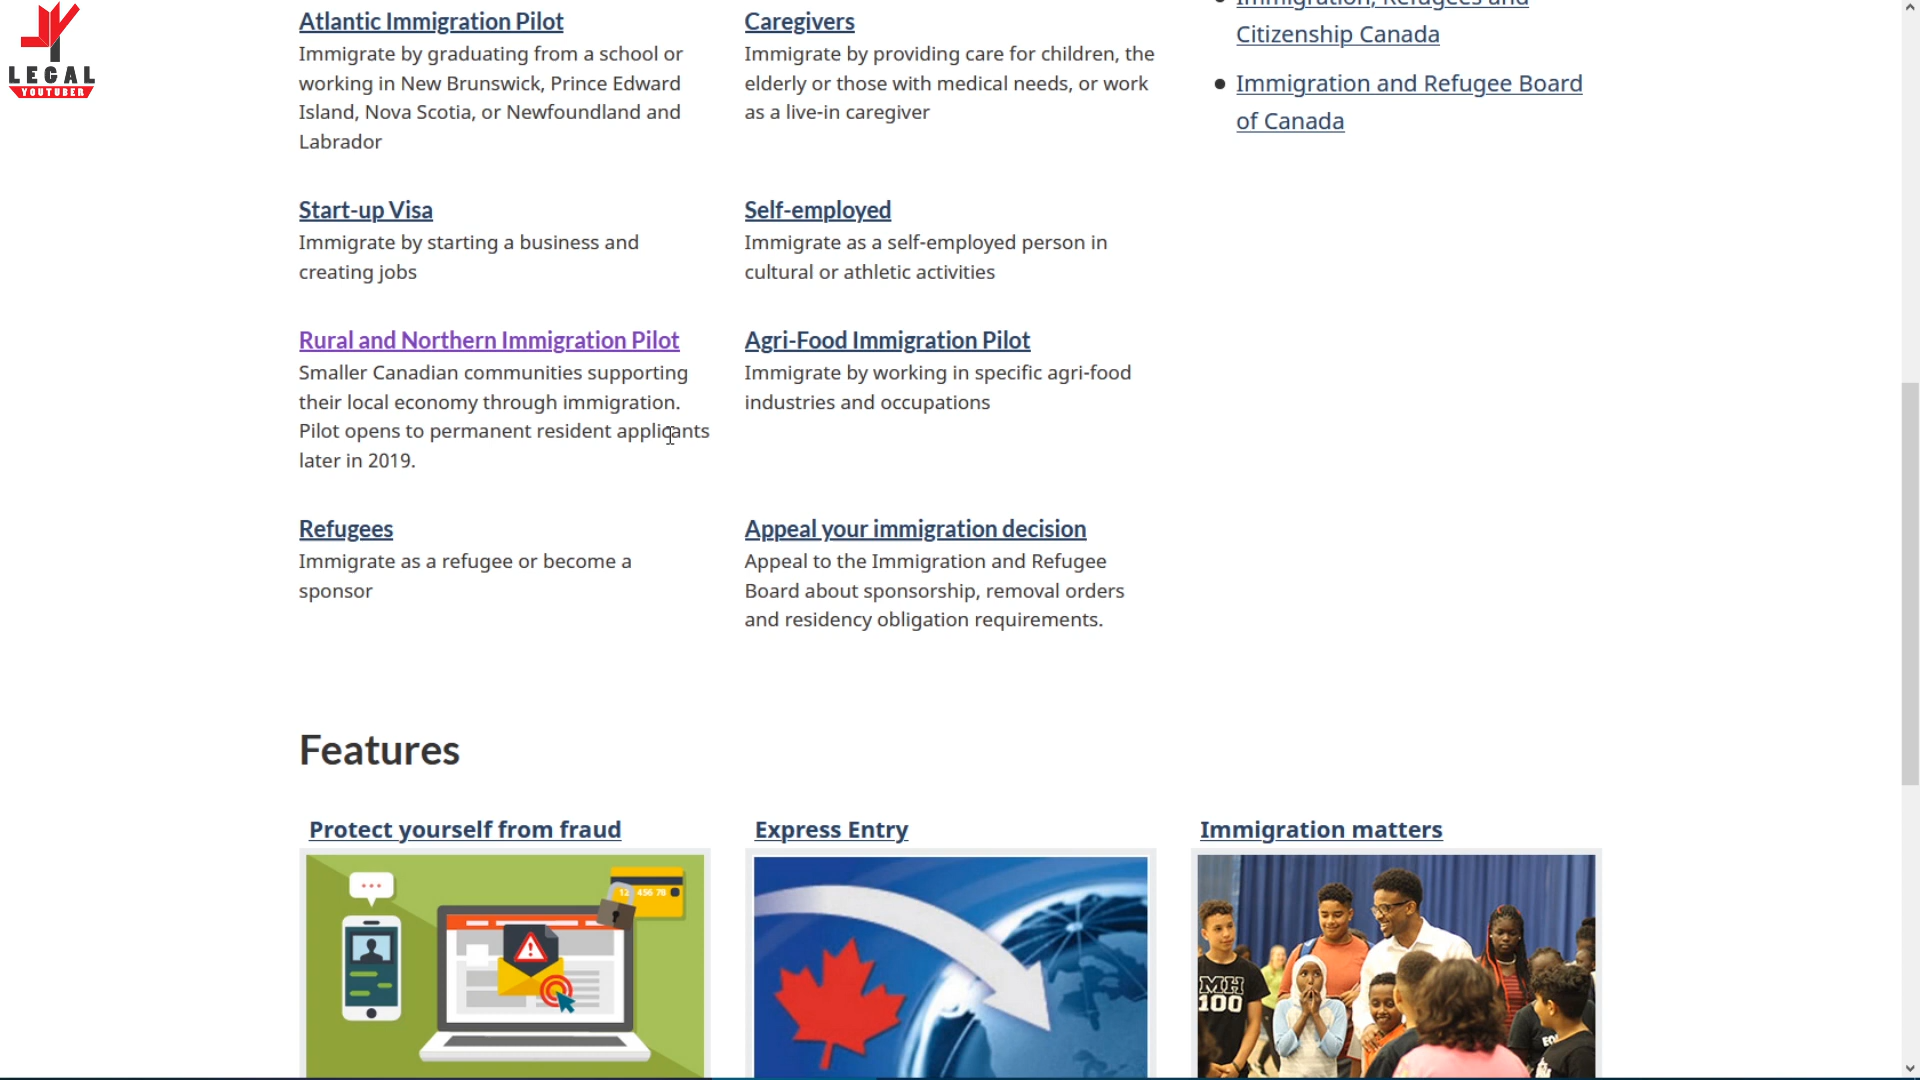 LEGAL
YOUTUBER
Atlantic Immigration Pilot
Immigrate by graduating from a school or
working in New Brunswick, Prince Edward
Island, Nova Scotia, or Newfoundland and
Labrador
Caregivers
Immigrate by providing care for children, the
elderly or those with medical needs, or work
as a live-in caregiver
Immigration, Refugees and
Citizenship Canada
Immigration and Refugee Board
of Canada
Start-up Visa
Immigrate by starting a business and
creating jobs
Self-employed
Immigrate as a self-employed person in
cultural or athletic activities
Rural and Northern Immigration Pilot
Smaller Canadian communities supporting
their local economy through immigration.
Pilot opens to permanent resident applicants
later in 2019.
Agri-Food Immigration Pilot
Immigrate by working in specific agri-food
industries and occupations
Refugees
Immigrate as a refugee or become a
sponsor
Appeal your immigration decision
Appeal to the Immigration and Refugee
Board about sponsorship, removal orders
and residency obligation requirements.
Features
Protect yourself from fraud
Express Entry
Immigration matters
456 78
MH
100